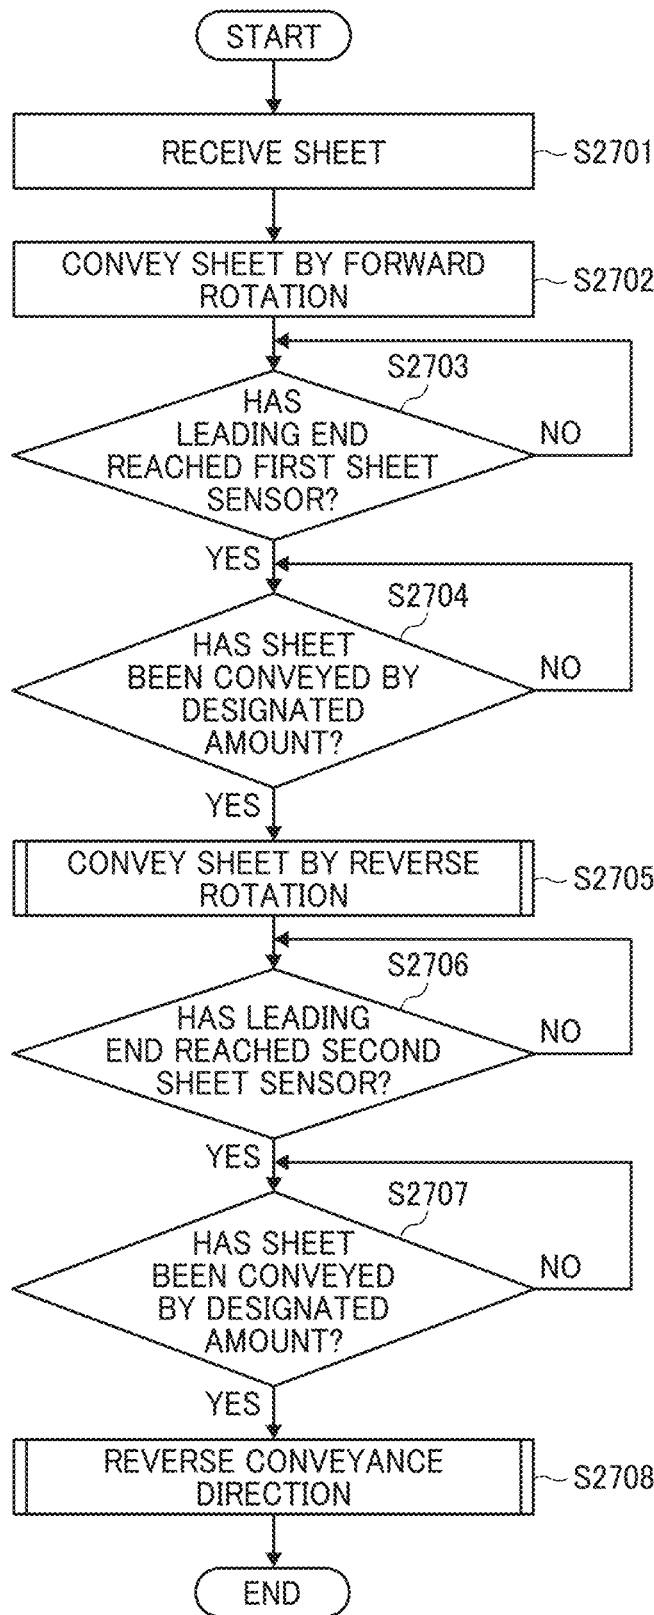 START
RECEIVE SHEET
S2701
CONVEY SHEET BY FORWARD
ROTATION
S2702
S2703
HAS
LEADING END
REACHED FIRST SHEET
SENSOR?
NO
YES
S2704
HAS SHEET
BEEN CONVEYED BY
DESIGNATED
AMOUNT?
NO
YES
CONVEY SHEET BY REVERSE
ROTATION
S2705
S2706
HAS LEADING
END REACHED SECOND
SHEET SENSOR?
NO
YES
S2707
HAS SHEET
BEEN CONVEYED
BY DESIGNATED
AMOUNT?
NO
YES
REVERSE CONVEYANCE
DIRECTION
S2708
END